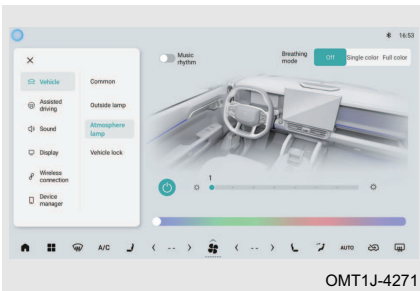 16:53
Music
rhythm
Breathing
mode
Off
Single color
Full color
Vehicle
Common
Assisted
driving
Outside lamp
Sound
Atmosphere
lamp
Display
Vehicle lock
Wireless
connection
Device
manager
1
A/C
< -- >
< -- >
AUTO
OMT1J-4271